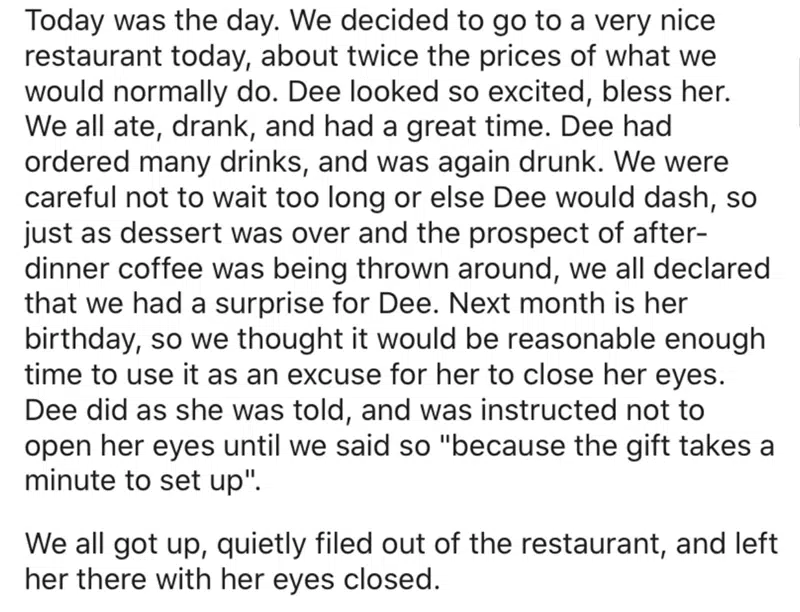 Today was the day. We decided to go to a very nice
restaurant today, about twice the prices of what we
would normally do. Dee looked so excited, bless her.
We all ate, drank, and had a great time. Dee had
ordered many drinks, and was again drunk. We were
careful not to wait too long or else Dee would dash, so
just as dessert was over and the prospect of after-
dinner coffee was being thrown around, we all declared
that we had a surprise for Dee. Next month is her
birthday, so we thought it would be reasonable enough
time to use it as an excuse for her to close her eyes.
Dee did as she was told, and was instructed not to
open her eyes until we said so "because the gift takes a
minute to set up".
We all got up, quietly filed out of the restaurant, and left
her there with her eyes closed.